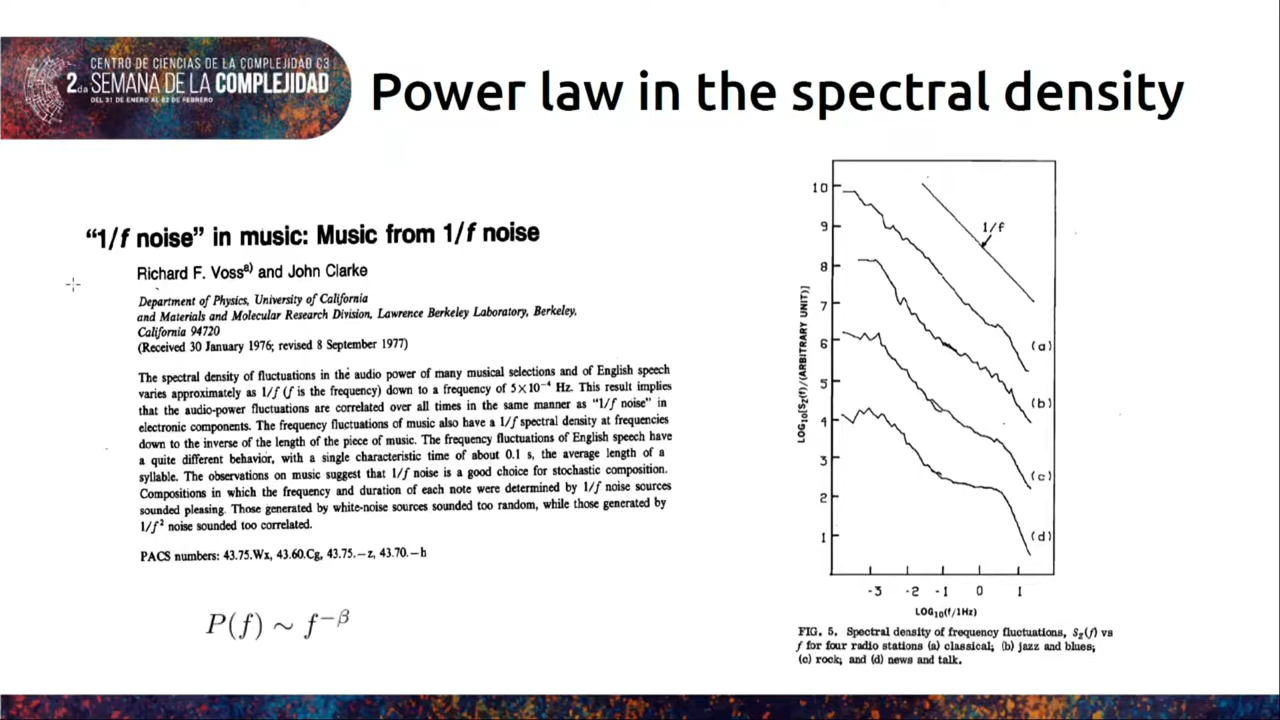 CENTRO DE CIENCIAS DE LA COMPLEJIDAD C3
2da SEMANA DE LA COMPLEJIDAD
DEL 31 DE ENERO AL 02 DE FEBRERO
Power law in the spectral density
“1/f noise” in music: Music from 1/f noise
Richard F. Vossa) and John Clarke
Department of Physics, University of California
and Materials and Molecular Research Division, Lawrence Berkeley Laboratory, Berkeley,
California 94720
(Received 30 January 1976; revised 8 September 1977)
The spectral density of fluctuations in the audio power of many musical selections and of English speech
varies approximately as 1/f (f is the frequency) down to a frequency of 5×10⁻⁴ Hz. This result implies
that the audio-power fluctuations are correlated over all times in the same manner as “1/f noise” in
electronic components. The frequency fluctuations of music also have a 1/f spectral density at frequencies
down to the inverse of the length of the piece of music. The frequency fluctuations of English speech have
a quite different behavior, with a single characteristic time of about 0.1 s, the average length of a
syllable. The observations on music suggest that 1/f noise is a good choice for stochastic composition.
Compositions in which the frequency and duration of each note were determined by 1/f noise sources
sounded pleasing. Those generated by white-noise sources sounded too random, while those generated by
1/f² noise sounded too correlated.
PACS numbers: 43.75.Wx, 43.60.Cg, 43.75.−z, 43.70.−h
P(f) ∼ f⁻ᵝ
LOG₁₀[S_Z(f)/(ARBITRARY UNIT)]
10
9
8
7
6
5
4
3
2
1
1/f
(a)
(b)
(c)
(d)
-3 -2 -1 0 1
LOG₁₀(f/1Hz)
FIG. 5. Spectral density of frequency fluctuations, S_Z(f) vs
f for four radio stations (a) classical; (b) jazz and blues;
(c) rock; and (d) news and talk.